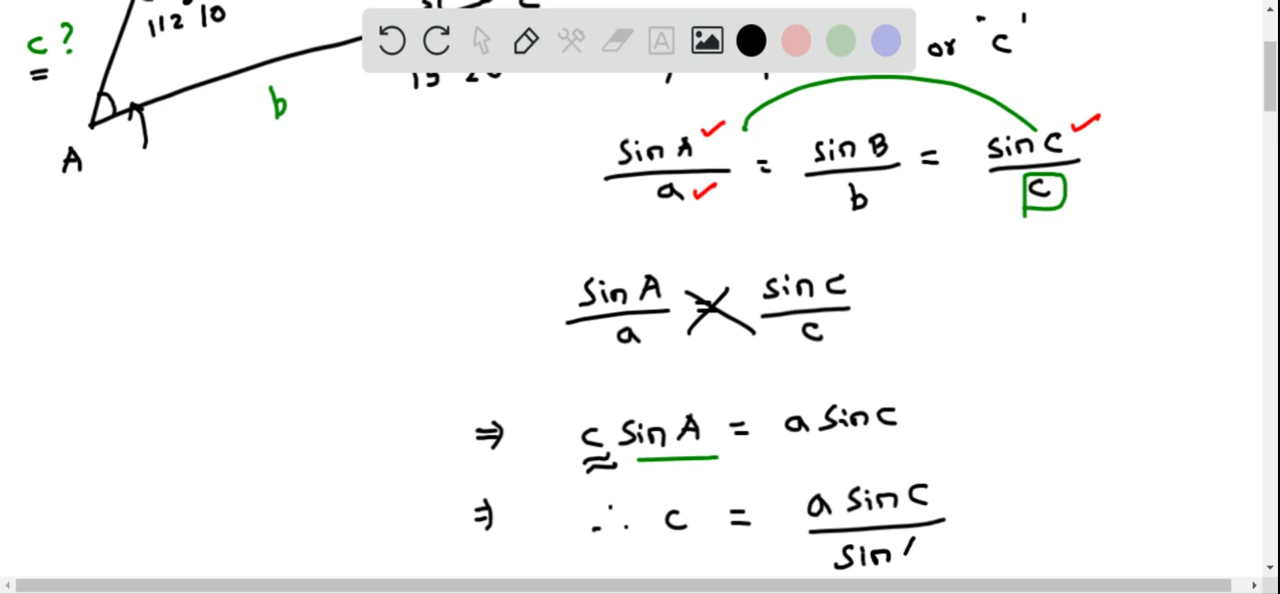 112°10
c?
b
A
or 'c'
sin A / a = sin B / b = sin C / c
sin A / a = sin C / c
⇒ c sin A = a sin C
⇒ ∴ c = a sin C / sin